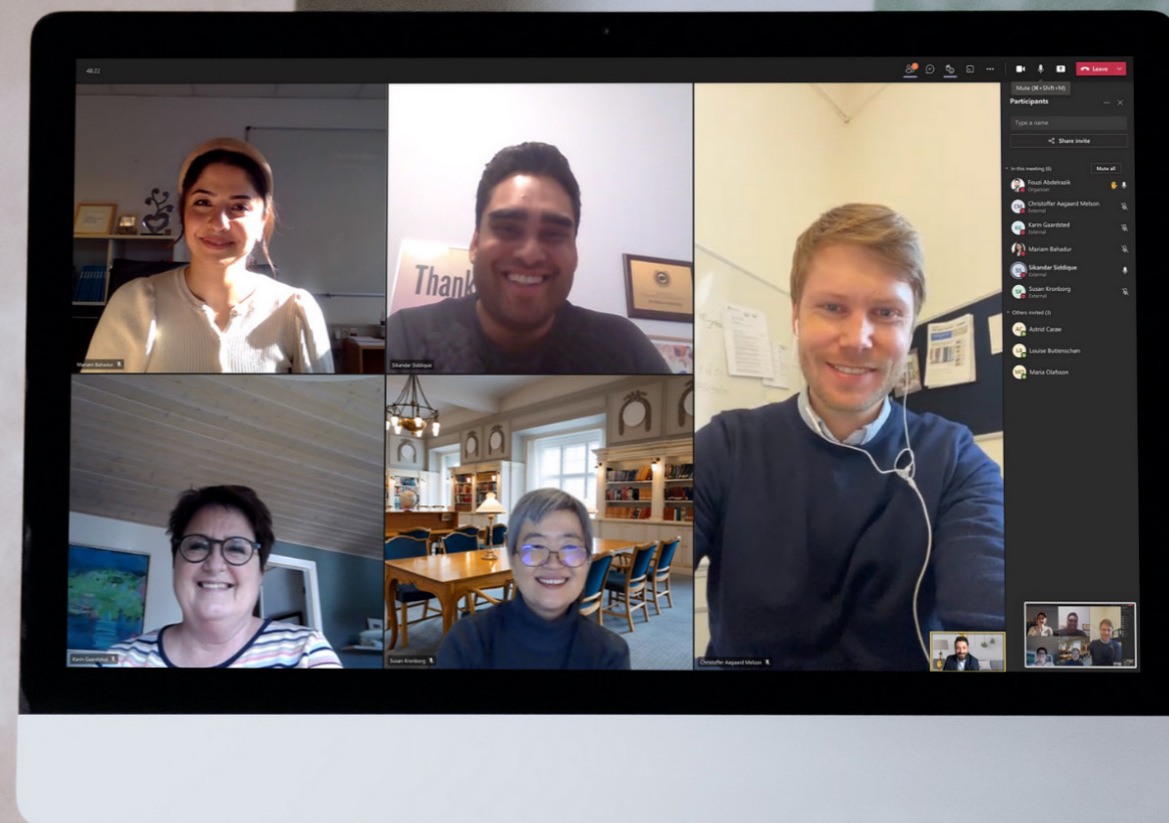 48:22
Leave
Mute (⌘+Shift+M)
Participants
Type a name
Share invite
In this meeting (6)
Mute all
Fouzi Abdelrazik
Organiser
Christoffer Aagaard Melson
External
Karin Gaardsted
External
Mariam Bahadur
Sikandar Siddique
External
Susan Kronborg
External
Others invited (3)
Astrid Carøe
Louise Buttenschøn
Maria Olafsson
Thank
Mariam Bahadur
Sikandar Siddique
Karin Gaardsted
Susan Kronborg
Christoffer Aagaard Melson